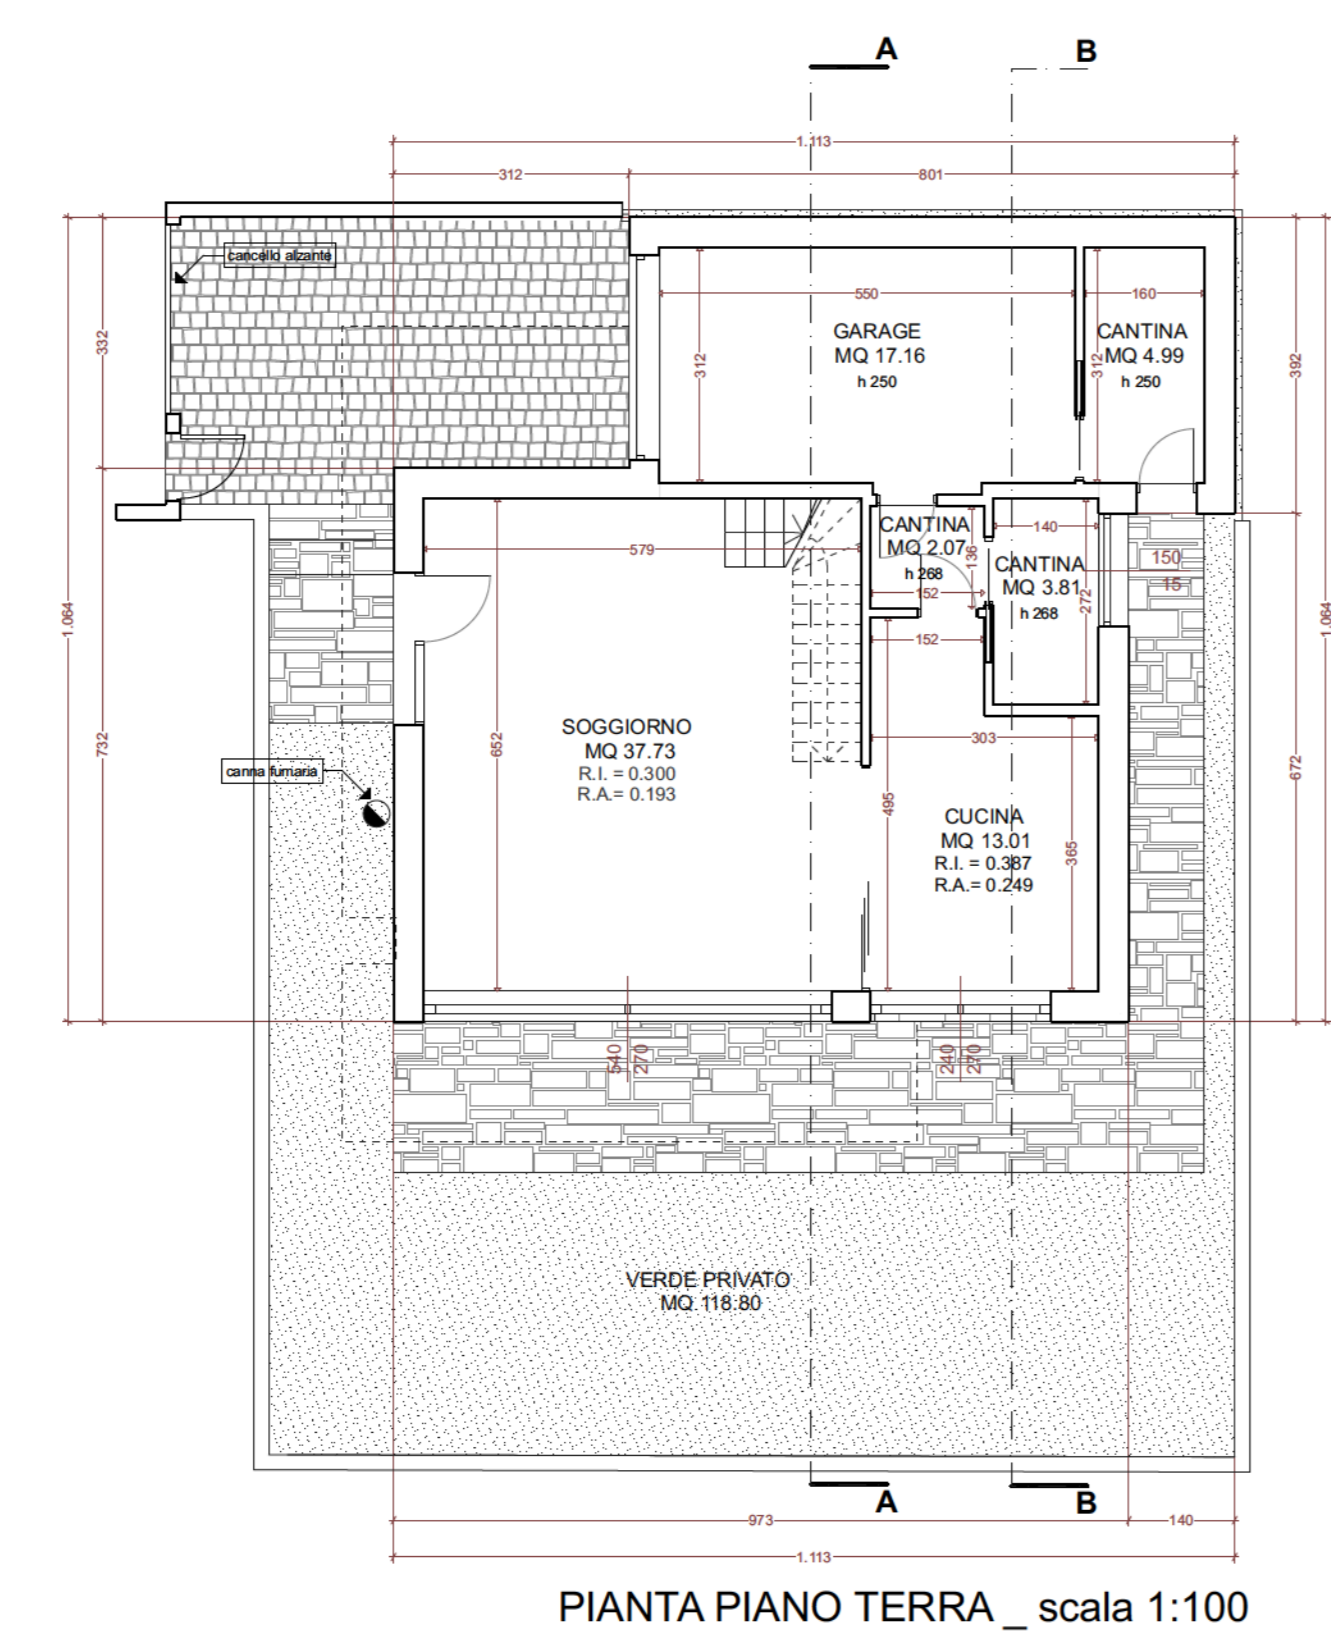 A
B
1.113
312
801
cancello alzante
550
160
GARAGE
MQ 17.16
h 250
CANTINA
MQ 4.99
h 250
312
312
332
392
CANTINA
MQ 2.07
h 268
136
152
140
CANTINA
MQ 3.81
h 268
272
150
15
579
152
1.064
1.064
652
SOGGIORNO
MQ 37.73
R.I. = 0.300
R.A.= 0.193
303
732
672
canna fumaria
495
CUCINA
MQ 13.01
R.I. = 0.387
R.A.= 0.249
365
540
270
240
270
VERDE PRIVATO
MQ 118.80
A
B
973
140
1.113
PIANTA PIANO TERRA _ scala 1:100